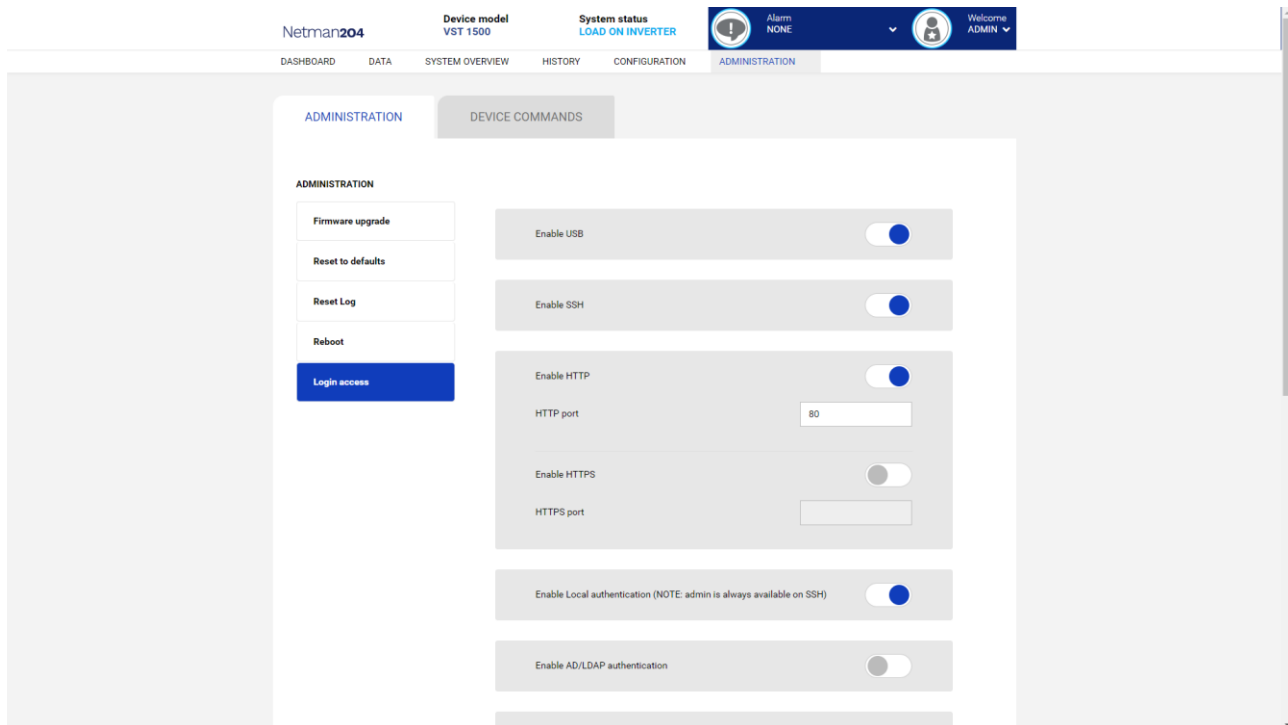 Netman204
Device model
VST 1500
System status
LOAD ON INVERTER
Alarm
NONE
Welcome
ADMIN
DASHBOARD DATA SYSTEM OVERVIEW HISTORY CONFIGURATION ADMINISTRATION
ADMINISTRATION DEVICE COMMANDS
ADMINISTRATION
Firmware upgrade
Reset to defaults
Reset Log
Reboot
Login access
Enable USB
Enable SSH
Enable HTTP
HTTP port 80
Enable HTTPS
HTTPS port
Enable Local authentication (NOTE: admin is always available on SSH)
Enable AD/LDAP authentication